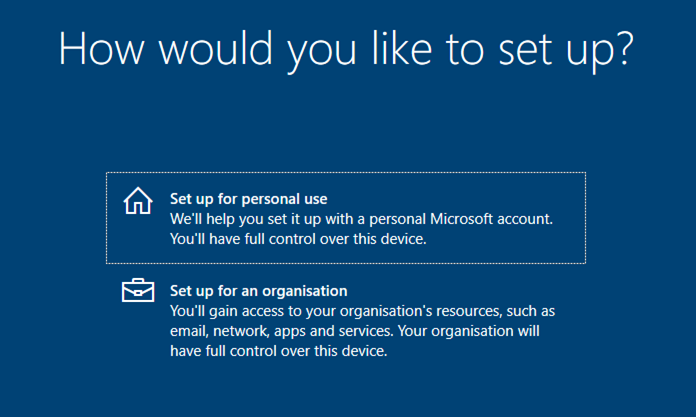 How would you like to set up?
Set up for personal use
We'll help you set it up with a personal Microsoft account.
You'll have full control over this device.
Set up for an organisation
You'll gain access to your organisation's resources, such as
email, network, apps and services. Your organisation will
have full control over this device.